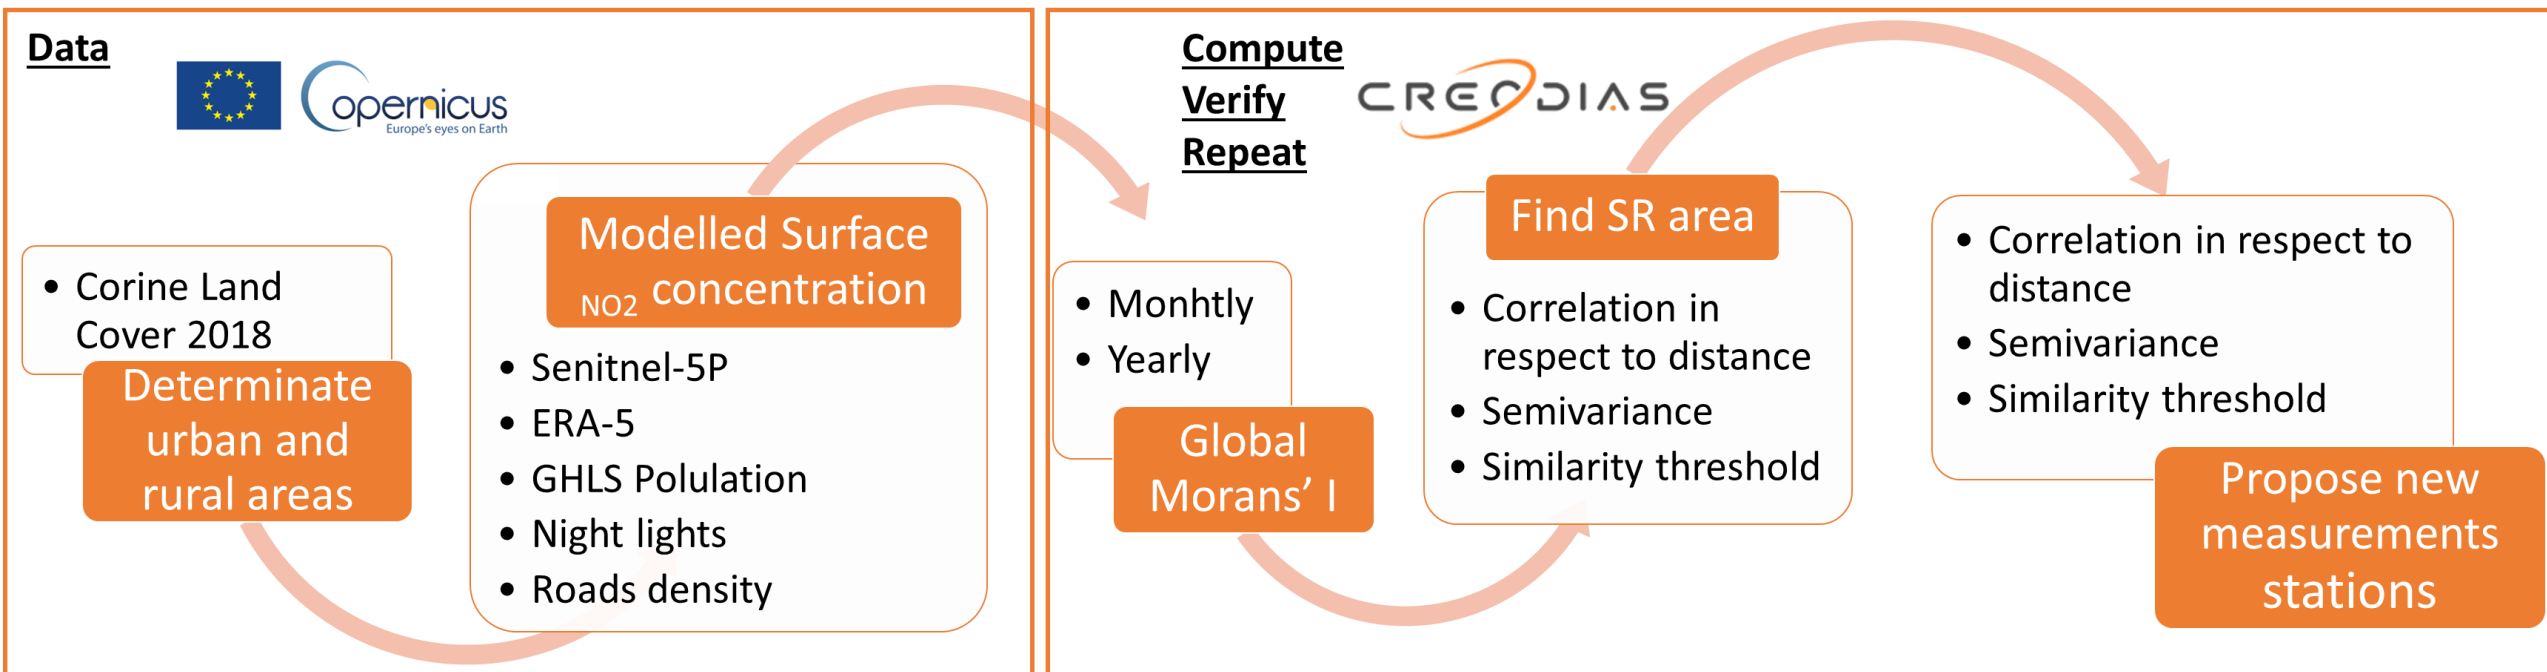 Data
opernicus
Europe's eyes on Earth
• Corine Land
Cover 2018
Determinate
urban and
rural areas
Modelled Surface
NO2 concentration
• Senitnel-5P
• ERA-5
• GHLS Polulation
• Night lights
• Roads density
Compute
Verify
Repeat
CREODIAS
• Monhtly
• Yearly
Global
Morans’ I
Find SR area
• Correlation in
respect to distance
• Semivariance
• Similarity threshold
• Correlation in respect to
distance
• Semivariance
• Similarity threshold
Propose new
measurements
stations